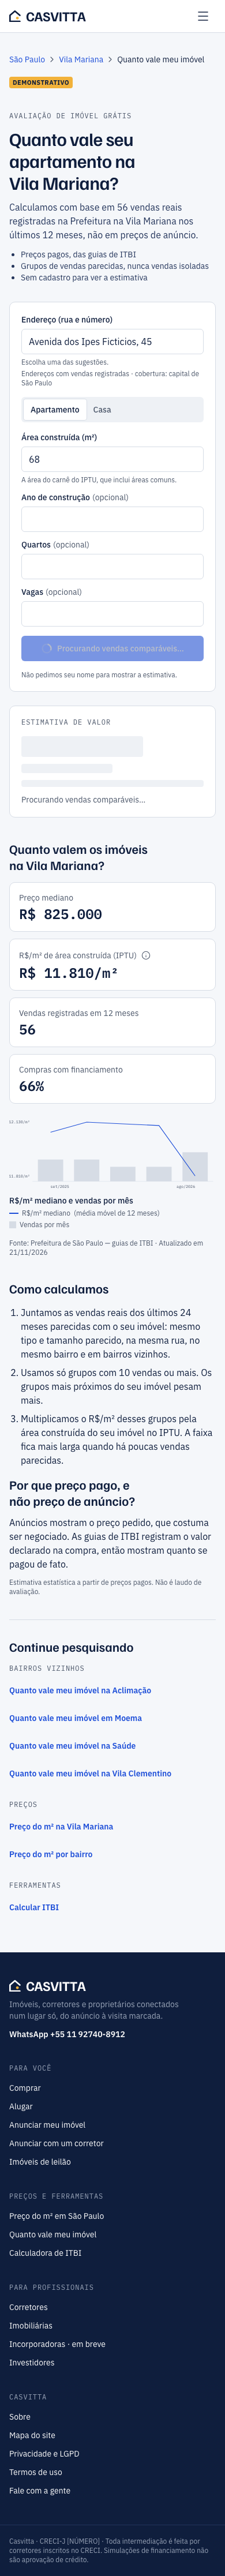 CASVITTA
São Paulo > Vila Mariana > Quanto vale meu imóvel
DEMONSTRATIVO
AVALIAÇÃO DE IMÓVEL GRÁTIS
Quanto vale seu
apartamento na
Vila Mariana?
Calculamos com base em 56 vendas reais
registradas na Prefeitura na Vila Mariana nos
últimos 12 meses, não em preços de anúncio.
• Preços pagos, das guias de ITBI
• Grupos de vendas parecidas, nunca vendas isoladas
• Sem cadastro para ver a estimativa
Endereço (rua e número)
Avenida dos Ipes Ficticios, 45
Escolha uma das sugestões.
Endereços com vendas registradas · cobertura: capital de
São Paulo
Apartamento Casa
Área construída (m²)
68
A área do carnê do IPTU, que inclui áreas comuns.
Ano de construção (opcional)
Quartos (opcional)
Vagas (opcional)
Procurando vendas comparáveis…
Não pedimos seu nome para mostrar a estimativa.
ESTIMATIVA DE VALOR
Procurando vendas comparáveis…
Quanto valem os imóveis
na Vila Mariana?
Preço mediano
R$ 825.000
R$/m² de área construída (IPTU)
R$ 11.810/m²
Vendas registradas em 12 meses
56
Compras com financiamento
66%
11.810/m²
set/2025 ago/2026
R$/m² mediano e vendas por mês
R$/m² mediano (média móvel de 12 meses)
Vendas por mês
Fonte: Prefeitura de São Paulo — guias de ITBI · Atualizado em
21/11/2026
Como calculamos
1. Juntamos as vendas reais dos últimos 24
meses parecidas com o seu imóvel: mesmo
tipo e tamanho parecido, na mesma rua, no
mesmo bairro e em bairros vizinhos.
2. Usamos só grupos com 10 vendas ou mais. Os
grupos mais próximos do seu imóvel pesam
mais.
3. Multiplicamos o R$/m² desses grupos pela
área construída do seu imóvel no IPTU. A faixa
fica mais larga quando há poucas vendas
parecidas.
Por que preço pago, e
não preço de anúncio?
Anúncios mostram o preço pedido, que costuma
ser negociado. As guias de ITBI registram o valor
declarado na compra, então mostram quanto se
pagou de fato.
Estimativa estatística a partir de preços pagos. Não é laudo de
avaliação.
Continue pesquisando
BAIRROS VIZINHOS
Quanto vale meu imóvel na Aclimação
Quanto vale meu imóvel em Moema
Quanto vale meu imóvel na Saúde
Quanto vale meu imóvel na Vila Clementino
PREÇOS
Preço do m² na Vila Mariana
Preço do m² por bairro
FERRAMENTAS
Calcular ITBI
CASVITTA
Imóveis, corretores e proprietários conectados
num lugar só, do anúncio à visita marcada.
WhatsApp +55 11 92740-8912
PARA VOCÊ
Comprar
Alugar
Anunciar meu imóvel
Anunciar com um corretor
Imóveis de leilão
PREÇOS E FERRAMENTAS
Preço do m² em São Paulo
Quanto vale meu imóvel
Calculadora de ITBI
PARA PROFISSIONAIS
Corretores
Imobiliárias
Incorporadoras · em breve
Investidores
CASVITTA
Sobre
Mapa do site
Privacidade e LGPD
Termos de uso
Fale com a gente
Casvitta · CRECI-J [NÚMERO] · Toda intermediação é feita por
corretores inscritos no CRECI. Simulações de financiamento não
são aprovação de crédito.